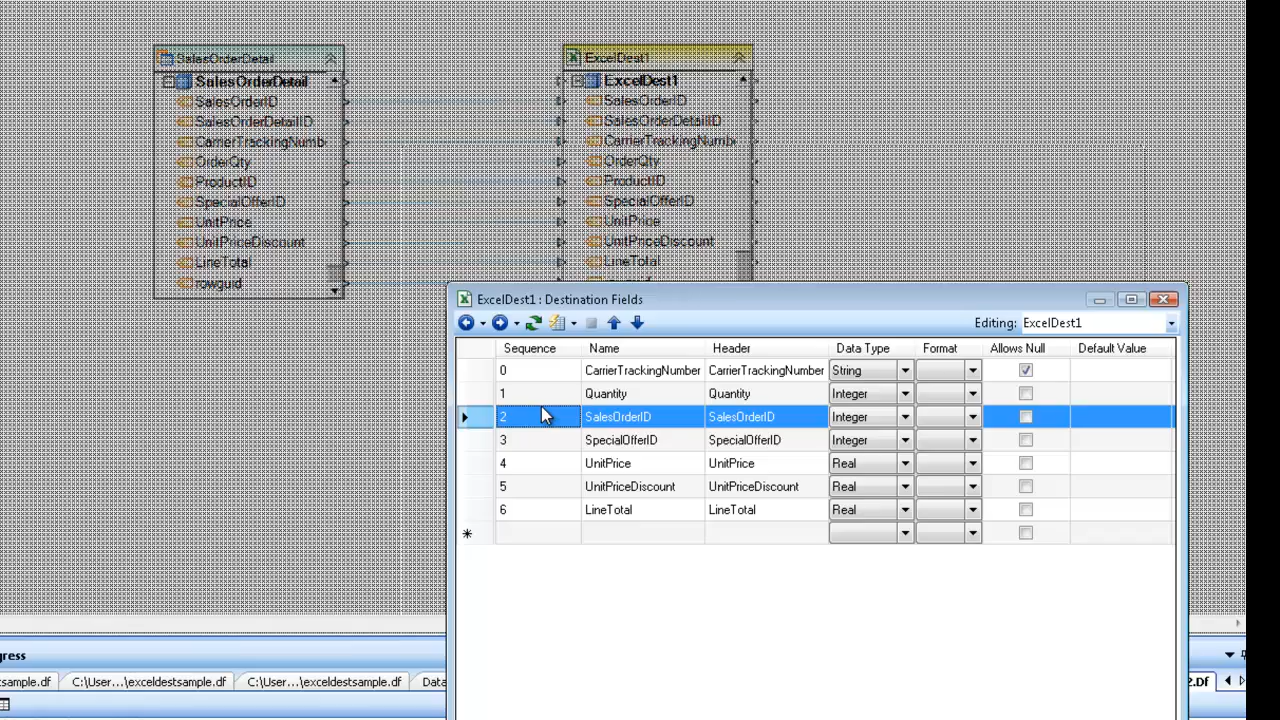 SalesOrderDetail
SalesOrderDetail
SalesOrderID
SalesOrderDetailID
CarrierTrackingNumb
OrderQty
ProductID
SpecialOfferID
UnitPrice
UnitPriceDiscount
LineTotal
rowguid
ExcelDest1
ExcelDest1
SalesOrderID
SalesOrderDetailID
CarrierTrackingNumb
OrderQty
ProductID
SpecialOfferID
UnitPrice
UnitPriceDiscount
LineTotal
ExcelDest1 : Destination Fields
Editing: ExcelDest1
Sequence Name Header Data Type Format Allows Null Default Value
0 CarrierTrackingNumber CarrierTrackingNumber String
1 Quantity Quantity Integer
2 SalesOrderID SalesOrderID Integer
3 SpecialOfferID SpecialOfferID Integer
4 UnitPrice UnitPrice Real
5 UnitPriceDiscount UnitPriceDiscount Real
6 LineTotal LineTotal Real
gress
tsample.df C:\User...\exceldestsample.df C:\User...\exceldestsample.df Data 2.Df